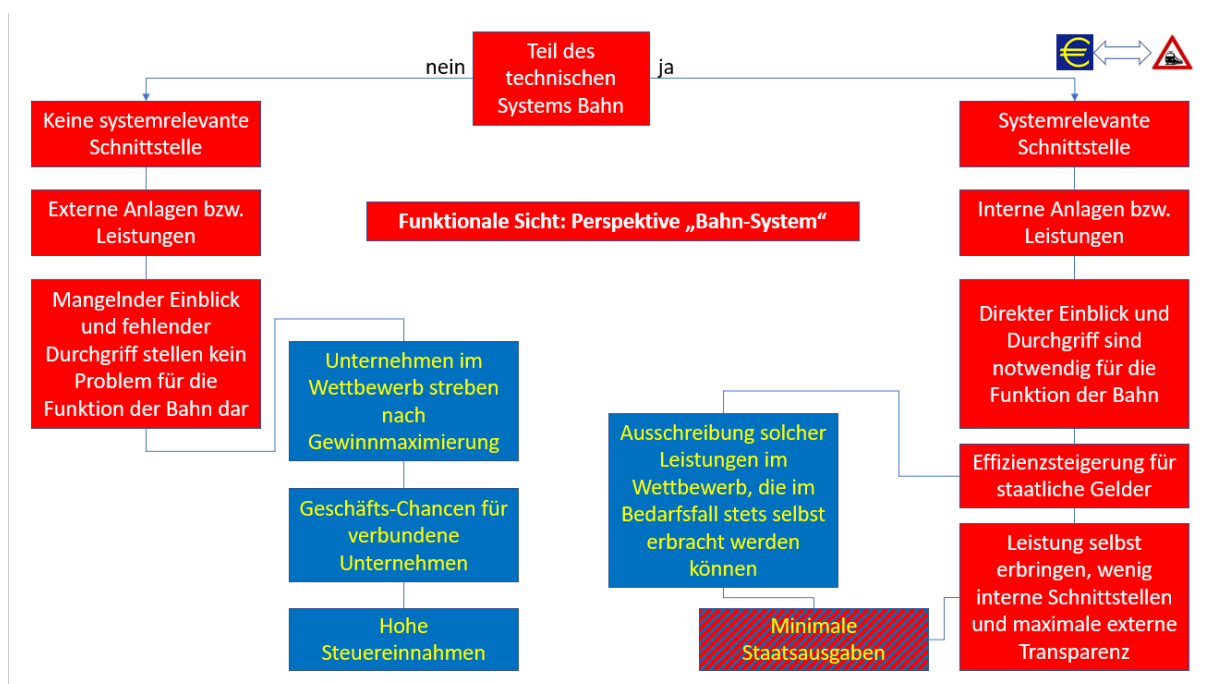 Teil des
technischen
Systems Bahn
nein
ja
€
Keine systemrelevante
Schnittstelle
Externe Anlagen bzw.
Leistungen
Mangelnder Einblick
und fehlender
Durchgriff stellen kein
Problem für die
Funktion der Bahn dar
Funktionale Sicht: Perspektive „Bahn-System“
Unternehmen im
Wettbewerb streben
nach
Gewinnmaximierung
Geschäfts-Chancen für
verbundene
Unternehmen
Hohe
Steuereinnahmen
Systemrelevante
Schnittstelle
Interne Anlagen bzw.
Leistungen
Direkter Einblick und
Durchgriff sind
notwendig für die
Funktion der Bahn
Effizienzsteigerung für
staatliche Gelder
Ausschreibung solcher
Leistungen im
Wettbewerb, die im
Bedarfsfall stets selbst
erbracht werden
können
Leistung selbst
erbringen, wenig
interne Schnittstellen
und maximale externe
Transparenz
Minimale
Staatsausgaben